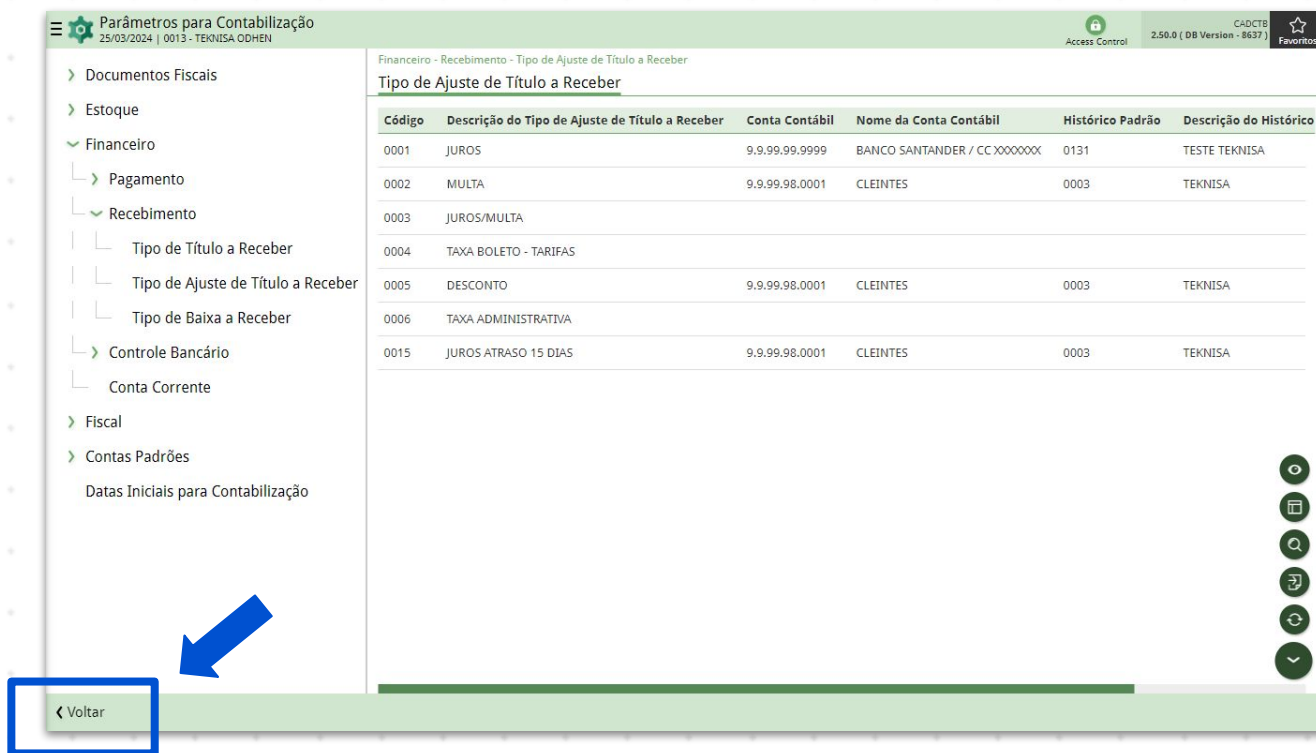 Parâmetros para Contabilização
25/03/2024 | 0013 - TEKNISA ODHEN
Access Control
CADCTB
2.50.0 ( DB Version - 8637 )
Favoritos
Documentos Fiscais
Estoque
Financeiro
Pagamento
Recebimento
Tipo de Título a Receber
Tipo de Ajuste de Título a Receber
Tipo de Baixa a Receber
Controle Bancário
Conta Corrente
Fiscal
Contas Padrões
Datas Iniciais para Contabilização
Financeiro - Recebimento - Tipo de Ajuste de Título a Receber
Tipo de Ajuste de Título a Receber
Código Descrição do Tipo de Ajuste de Título a Receber Conta Contábil Nome da Conta Contábil Histórico Padrão Descrição do Histórico
0001 JUROS 9.9.99.99.9999 BANCO SANTANDER / CC XXXXXXX 0131 TESTE TEKNISA
0002 MULTA 9.9.99.98.0001 CLEINTES 0003 TEKNISA
0003 JUROS/MULTA
0004 TAXA BOLETO - TARIFAS
0005 DESCONTO 9.9.99.98.0001 CLEINTES 0003 TEKNISA
0006 TAXA ADMINISTRATIVA
0015 JUROS ATRASO 15 DIAS 9.9.99.98.0001 CLEINTES 0003 TEKNISA
Voltar